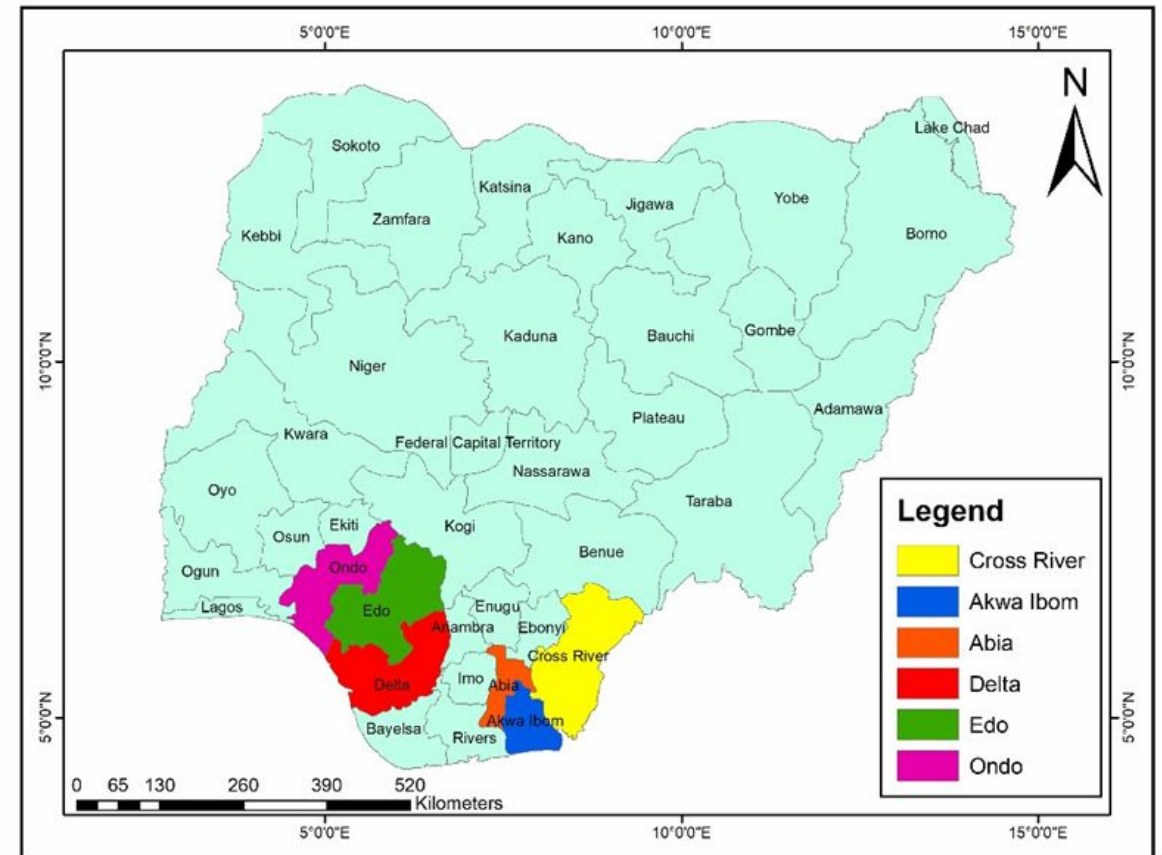 5°0'0"E 10°0'0"E 15°0'0"E
N
Lake Chad
Sokoto
Katsina
Yobe
Jigawa
Zamfara
Borno
Kebbi
Kano
10°0'0"N 10°0'0"N
Gombe
Kaduna
Bauchi
Niger
Adamawa
Plateau
Kwara
Federal Capital Territory
Nassarawa
Oyo
Taraba
Ekiti
Kogi
Osun
Benue
Ondo
Ogun
Lagos
Edo
Enugu
Anambra
Ebonyi
Cross River
Imo
Delta
Abia
5°0'0"N 5°0'0"N
Akwa Ibom
Bayelsa
Rivers
Legend
Cross River
Akwa Ibom
Abia
Delta
Edo
Ondo
0 65 130 260 390 520
Kilometers
5°0'0"E 10°0'0"E 15°0'0"E